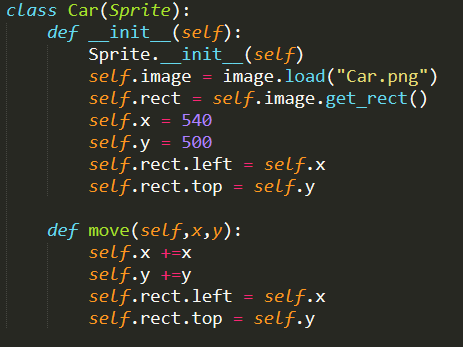 class Car(Sprite):
    def __init__(self):
        Sprite.__init__(self)
        self.image = image.load("Car.png")
        self.rect = self.image.get_rect()
        self.x = 540
        self.y = 500
        self.rect.left = self.x
        self.rect.top = self.y

    def move(self,x,y):
        self.x +=x
        self.y +=y
        self.rect.left = self.x
        self.rect.top = self.y